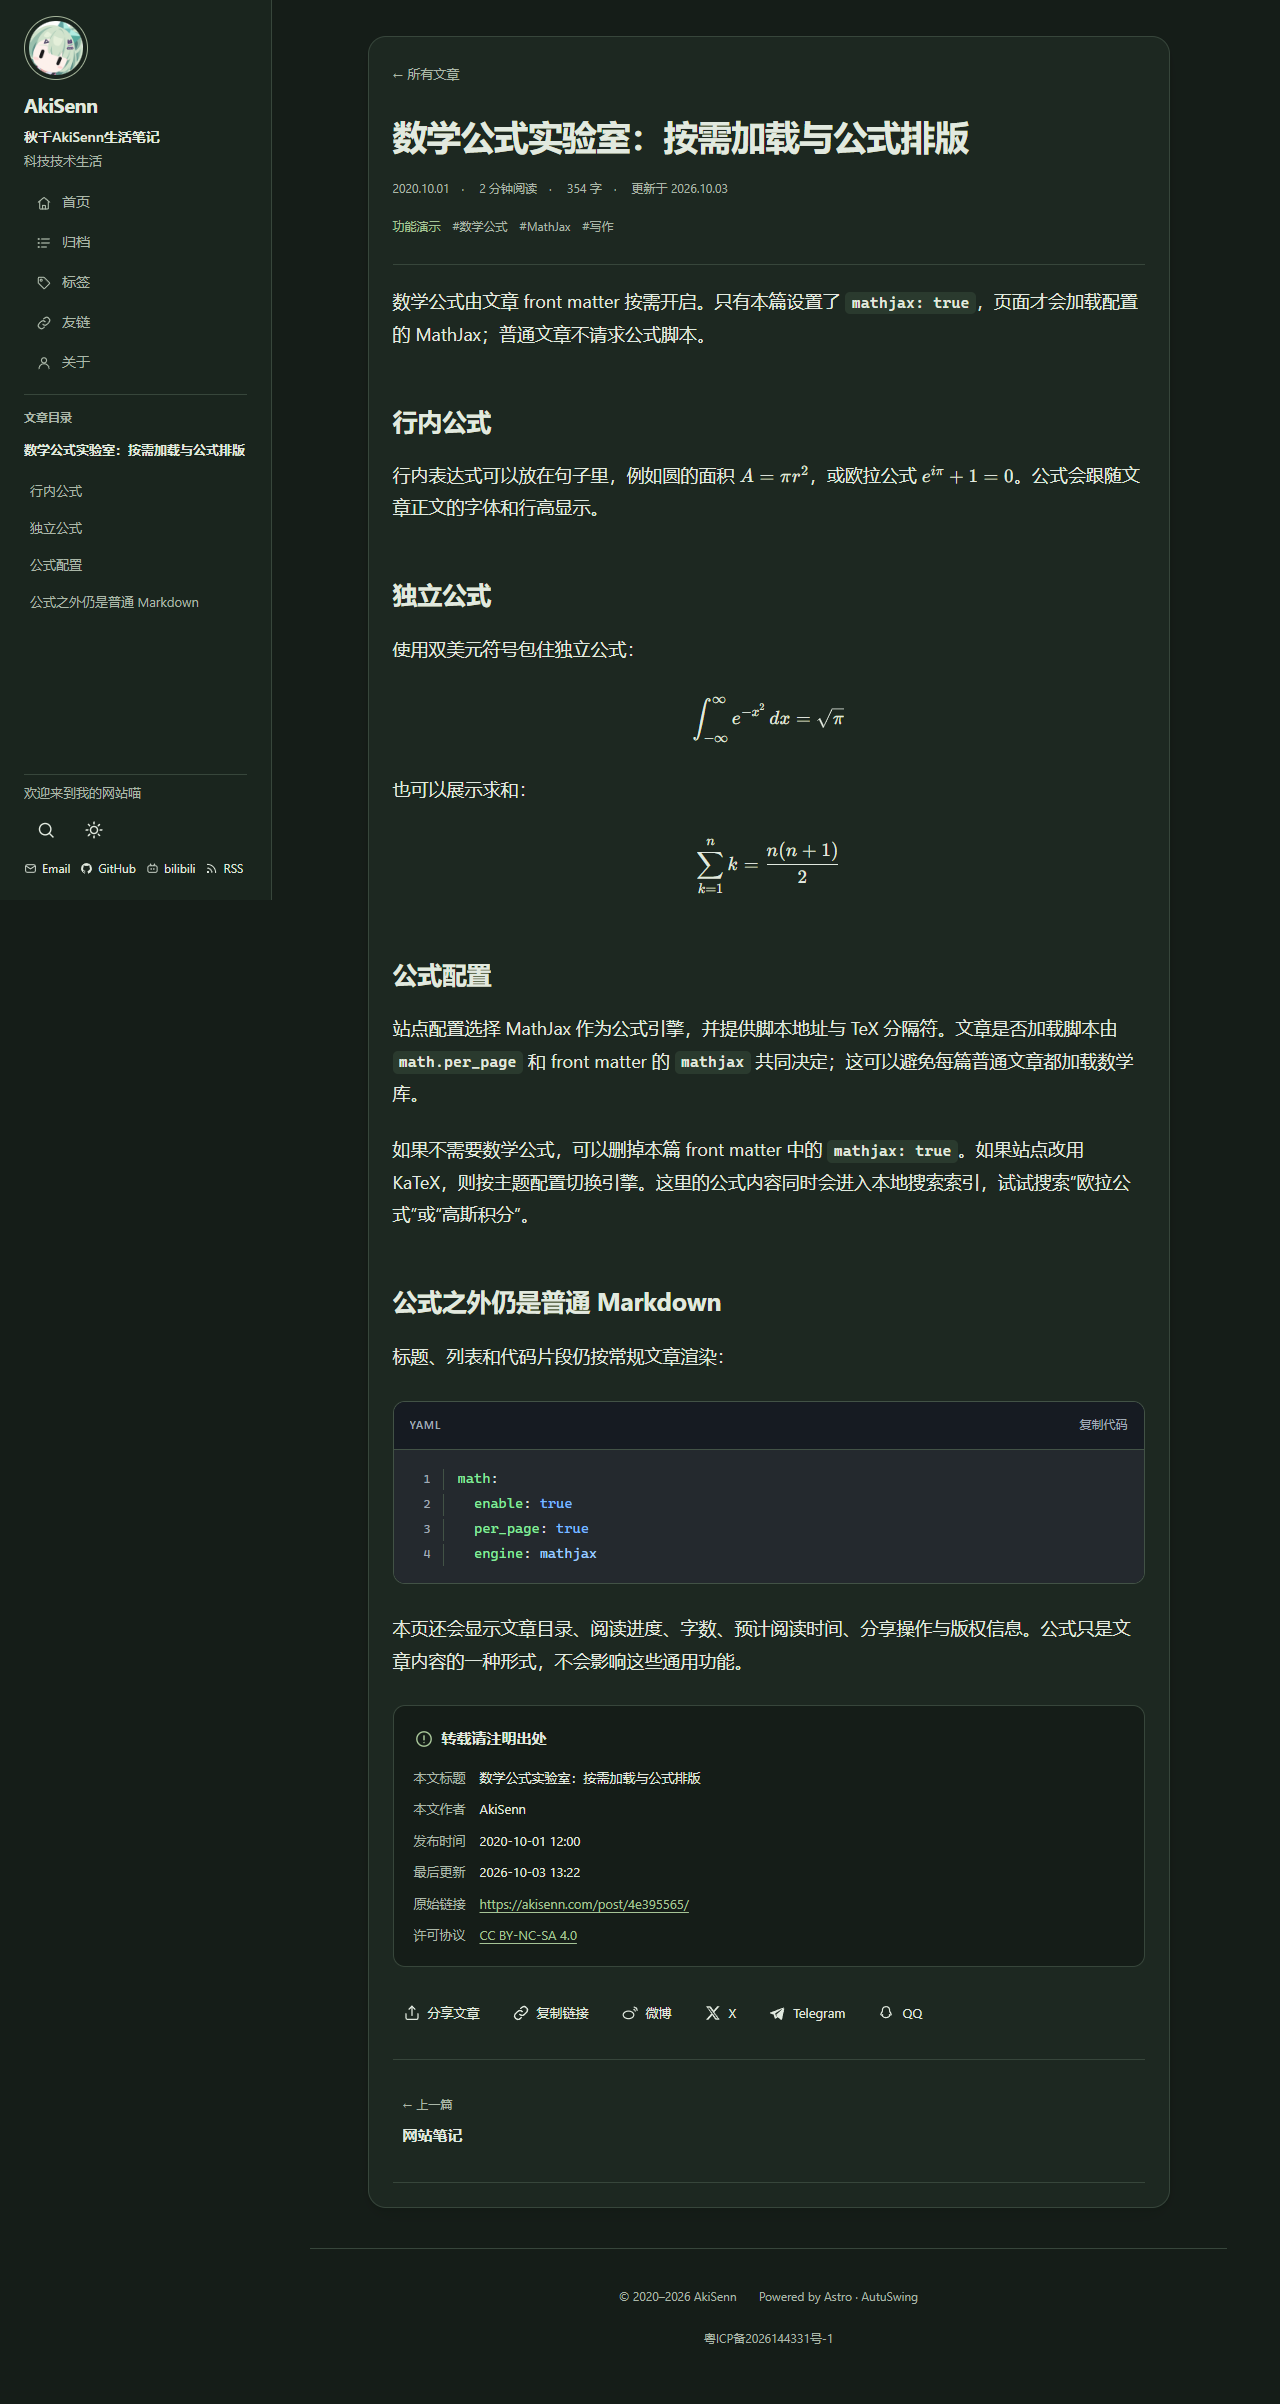 AkiSenn
秋千AkiSenn生活笔记
科技技术生活
首页
归档
标签
友链
关于
文章目录
数学公式实验室：按需加载与公式排版
行内公式
独立公式
公式配置
公式之外仍是普通 Markdown
欢迎来到我的网站喵
Email GitHub bilibili RSS
← 所有文章
数学公式实验室：按需加载与公式排版
2020.10.01 · 2 分钟阅读 · 354 字 · 更新于 2026.10.03
功能演示 #数学公式 #MathJax #写作
数学公式由文章 front matter 按需开启。只有本篇设置了 mathjax: true，页面才会加载配置
的 MathJax；普通文章不请求公式脚本。
行内公式
行内表达式可以放在句子里，例如圆的面积 $A = \pi r^2$，或欧拉公式 $e^{i\pi} + 1 = 0$。公式会跟随文
章正文的字体和行高显示。
独立公式
使用双美元符号包住独立公式：
$\int_{-\infty}^{\infty} e^{-x^2} \, dx = \sqrt{\pi}$
也可以展示求和：
$\sum_{k=1}^{n} k = \frac{n(n+1)}{2}$
公式配置
站点配置选择 MathJax 作为公式引擎，并提供脚本地址与 TeX 分隔符。文章是否加载脚本由
math.per_page 和 front matter 的 mathjax 共同决定；这可以避免每篇普通文章都加载数学
库。
如果不需要数学公式，可以删掉本篇 front matter 中的 mathjax: true。如果站点改用
KaTeX，则按主题配置切换引擎。这里的公式内容同时会进入本地搜索索引，试试搜索“欧拉公
式”或“高斯积分”。
公式之外仍是普通 Markdown
标题、列表和代码片段仍按常规文章渲染：
YAML 复制代码
1 math:
2   enable: true
3   per_page: true
4   engine: mathjax
本页还会显示文章目录、阅读进度、字数、预计阅读时间、分享操作与版权信息。公式只是文
章内容的一种形式，不会影响这些通用功能。
转载请注明出处
本文标题 数学公式实验室：按需加载与公式排版
本文作者 AkiSenn
发布时间 2020-10-01 12:00
最后更新 2026-10-03 13:22
原始链接 https://akisenn.com/post/4e395565/
许可协议 CC BY-NC-SA 4.0
分享文章 复制链接 微博 X Telegram QQ
← 上一篇
网站笔记
© 2020–2026 AkiSenn Powered by Astro · AutuSwing
粤ICP备2026144331号-1